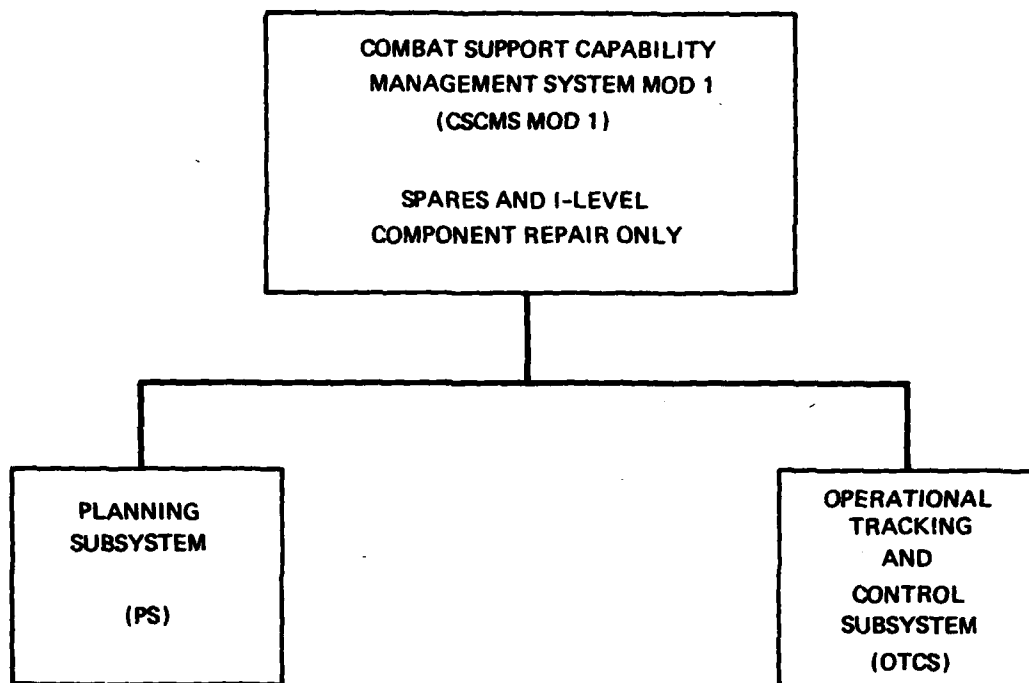 COMBAT SUPPORT CAPABILITY
MANAGEMENT SYSTEM MOD 1
(CSCMS MOD 1)
SPARES AND I-LEVEL
COMPONENT REPAIR ONLY
PLANNING
SUBSYSTEM
(PS)
OPERATIONAL
TRACKING
AND
CONTROL
SUBSYSTEM
(OTCS)